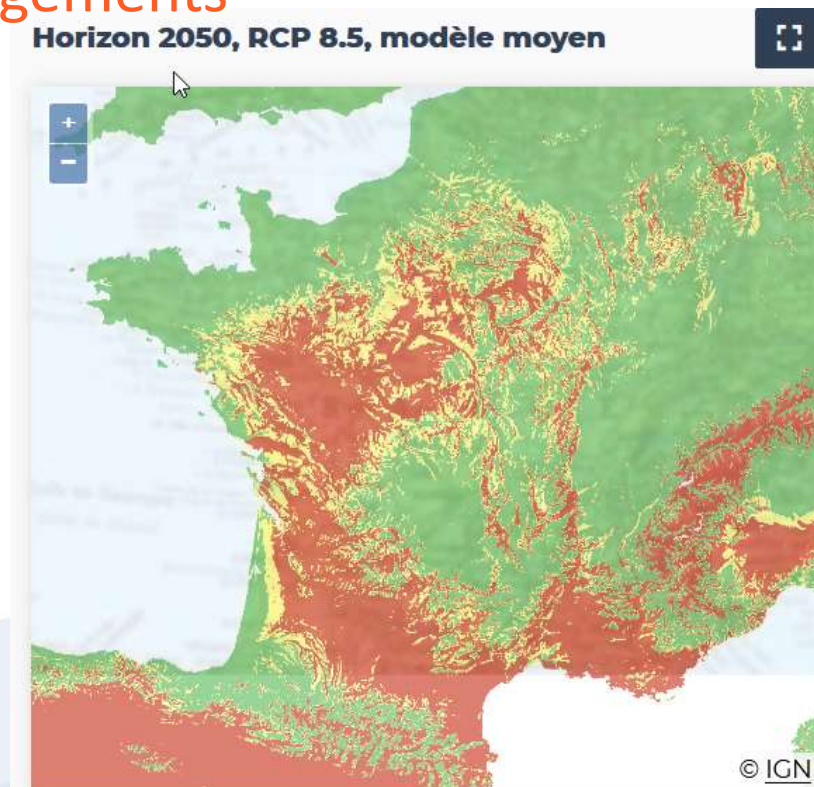 gements
Horizon 2050, RCP 8.5, modèle moyen
+
−
© IGN